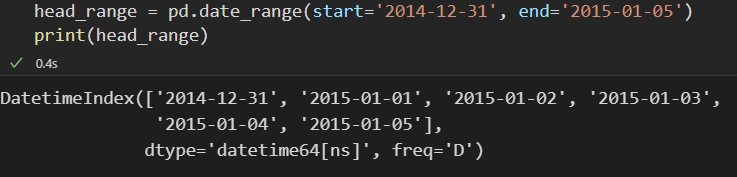 head_range = pd.date_range(start='2014-12-31', end='2015-01-05')
print(head_range)
0.4s
DatetimeIndex(['2014-12-31', '2015-01-01', '2015-01-02', '2015-01-03',
'2015-01-04', '2015-01-05'],
dtype='datetime64[ns]', freq='D')